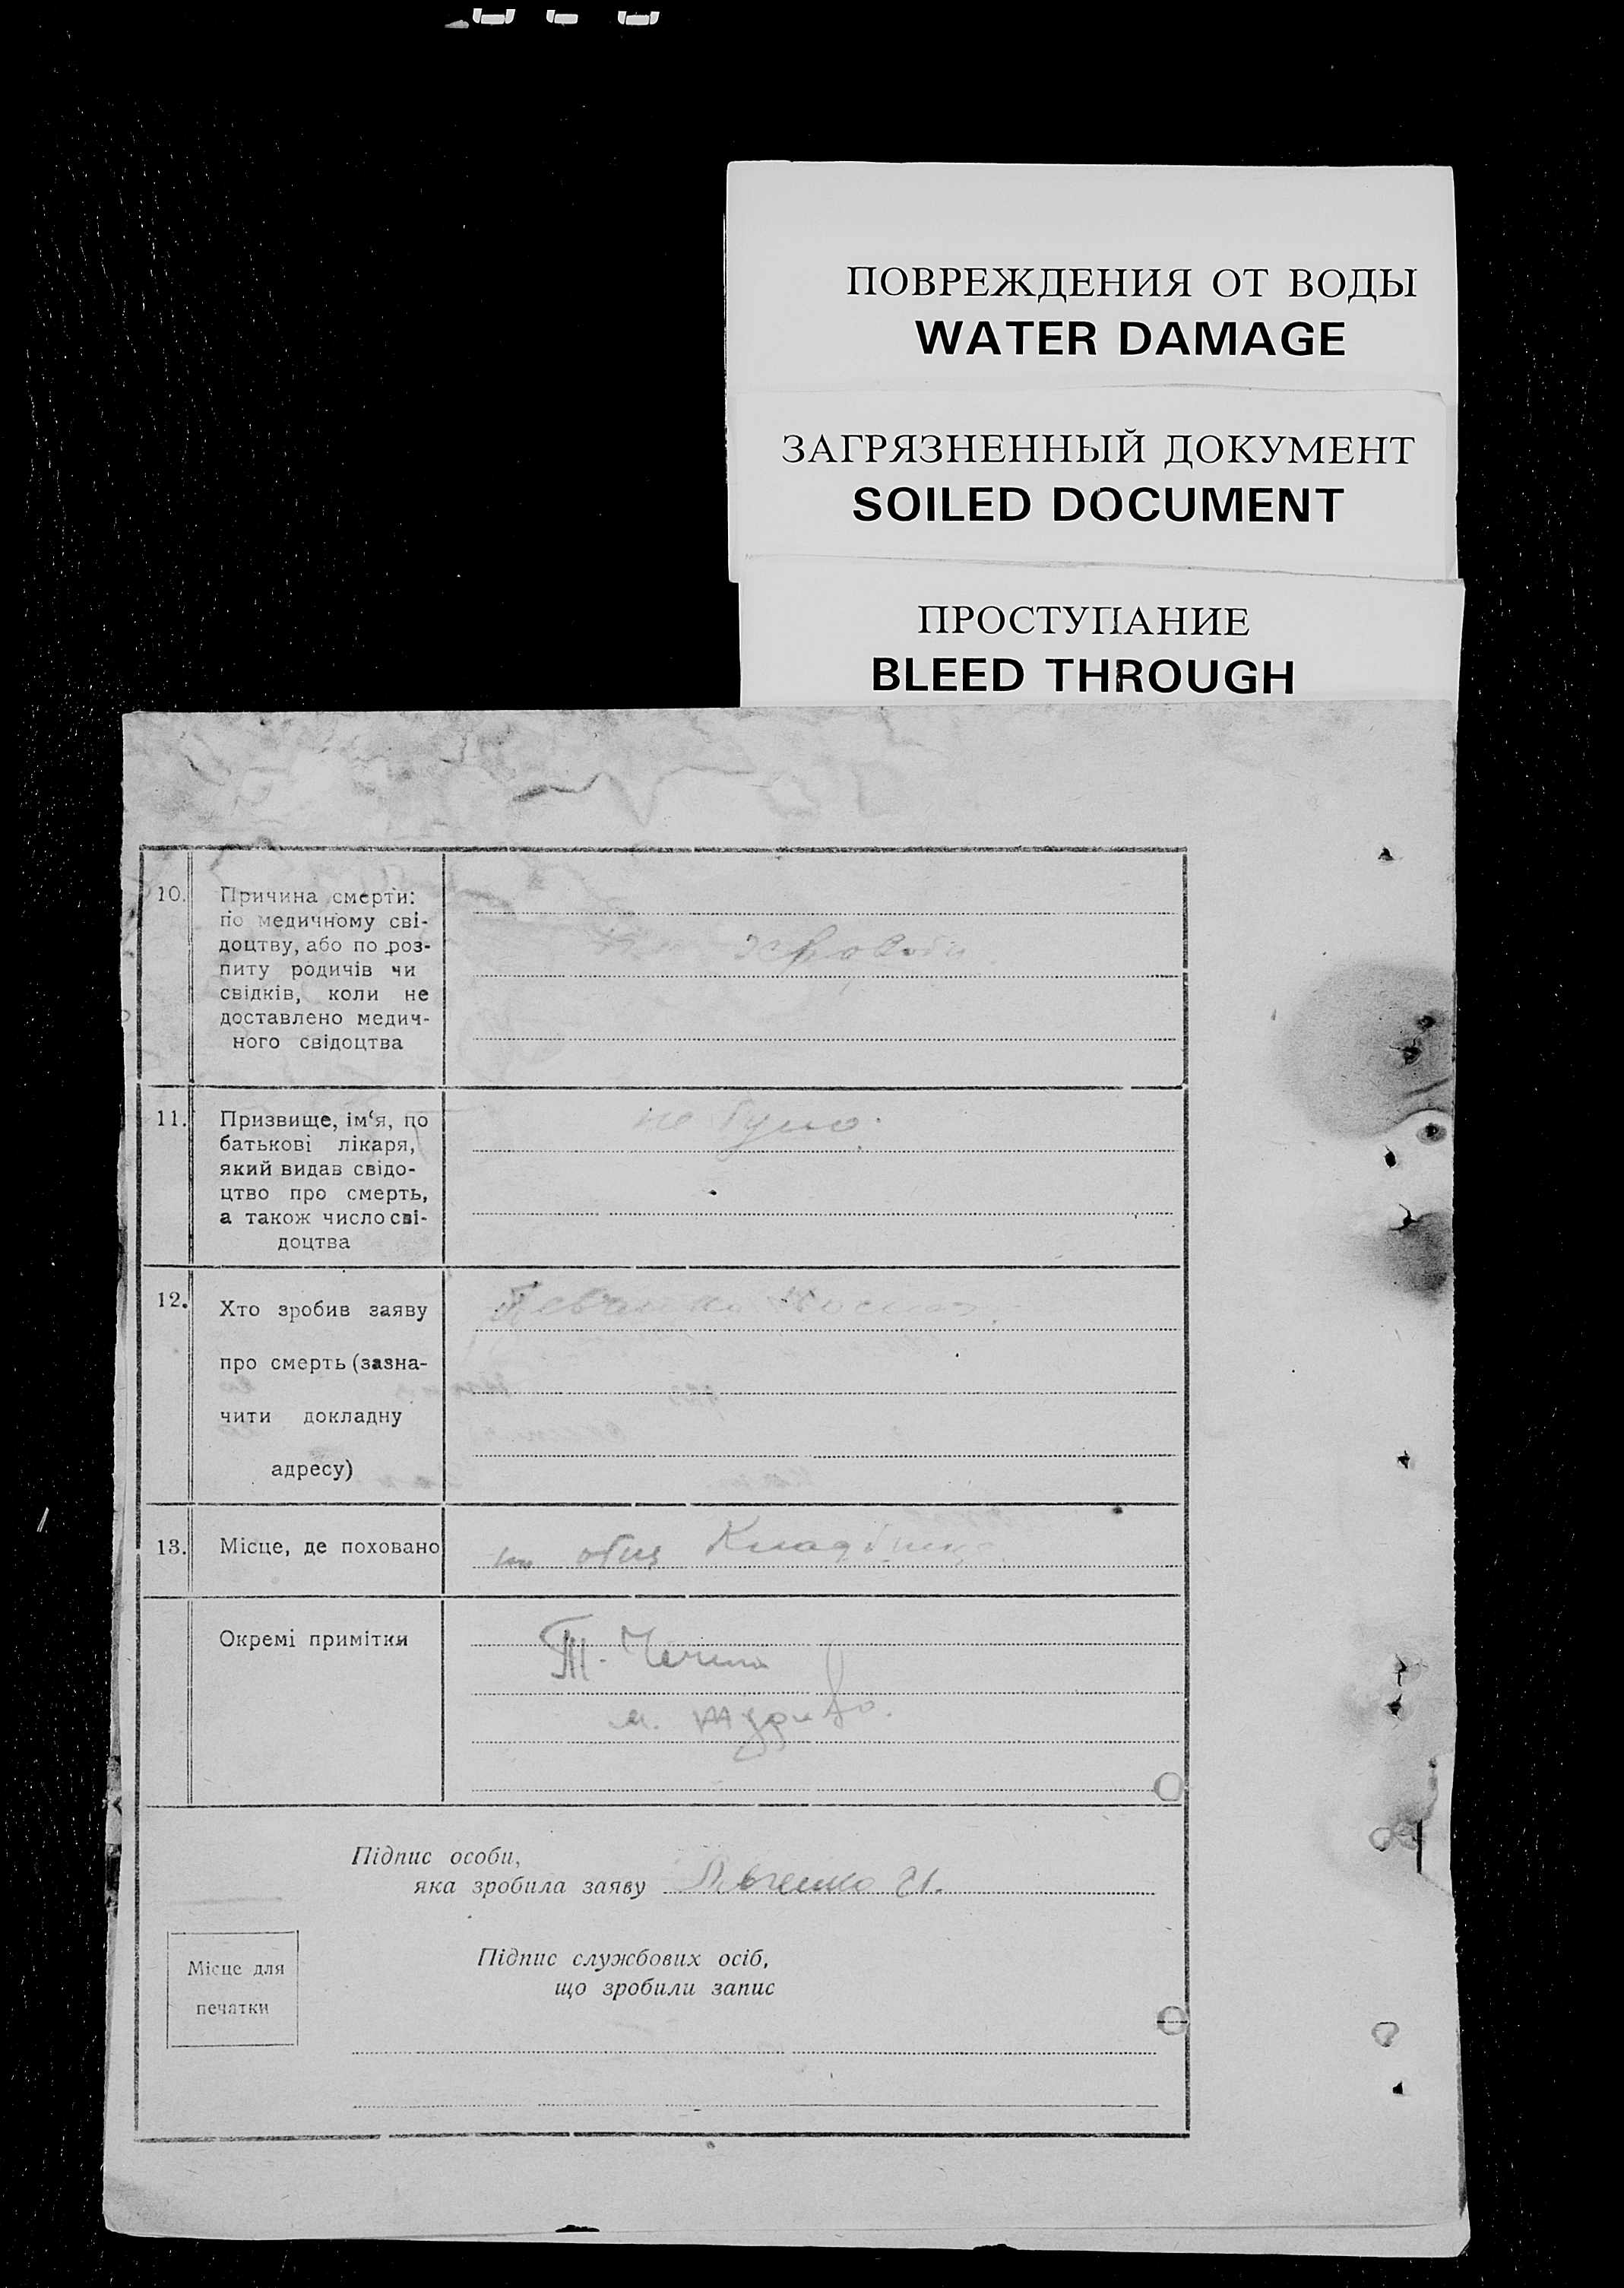 ПОВРЕЖДЕНИЯ ОТ ВОДЫ
WATER DAMAGE
ЗАГРЯЗНЕННЫЙ ДОКУМЕНТ
SOILED DOCUMENT
ПРОСТУПАНИЕ
BLEED THROUGH
10.
Причина смерти:
по медичному сві-
доцтву, або по роз-
питу родичів чи
свідків, коли не
доставлено медич-
ного свідоцтва
11.
Призвище, ім‘я, по
батькові лікаря,
який видав свідо-
цтво про смерть,
а також число сві-
доцтва
не було.
12.
Хто зробив заяву
про смерть (зазна-
чити докладну
адресу)
13.
Місце, де поховано
Окремі примітки
Підпис особи,
яка зробила заяву
Підпис службових осіб,
що зробили запис
Місце для
печатки